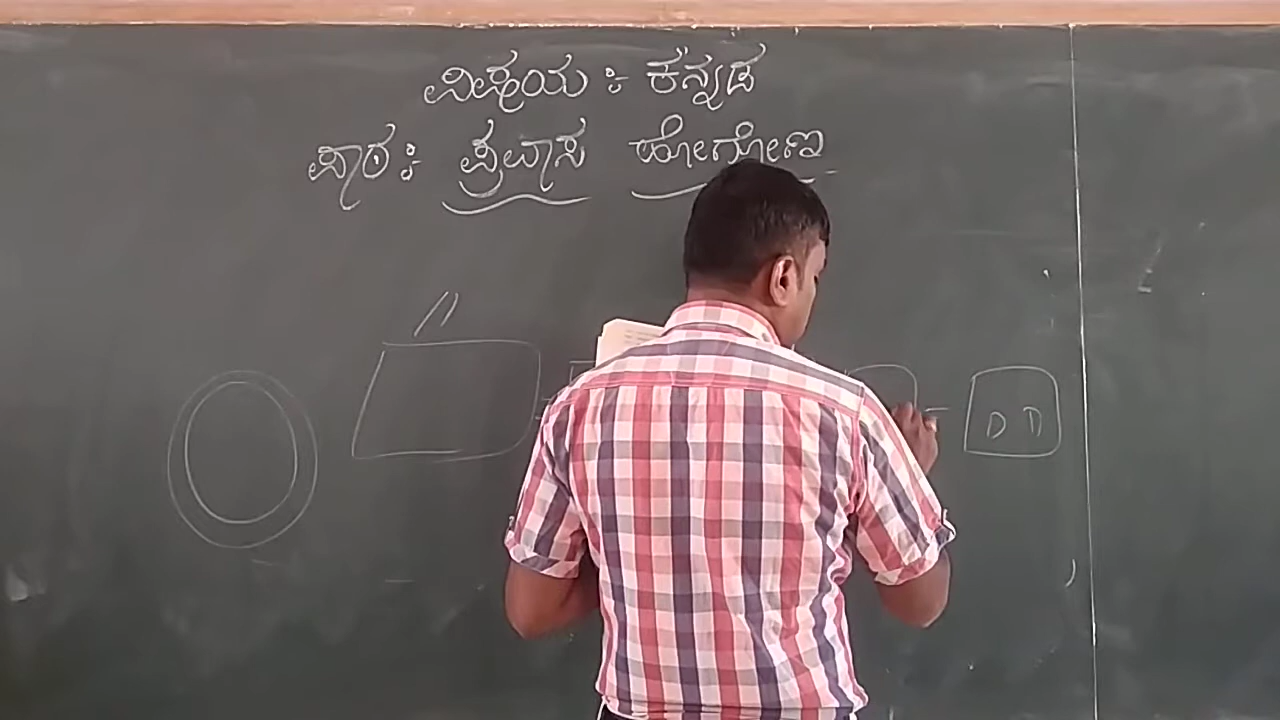 ವಿಷಯ : ಕನ್ನಡ
ಪಾಠ : ಪ್ರವಾಸ ಹೋಗೋಣ